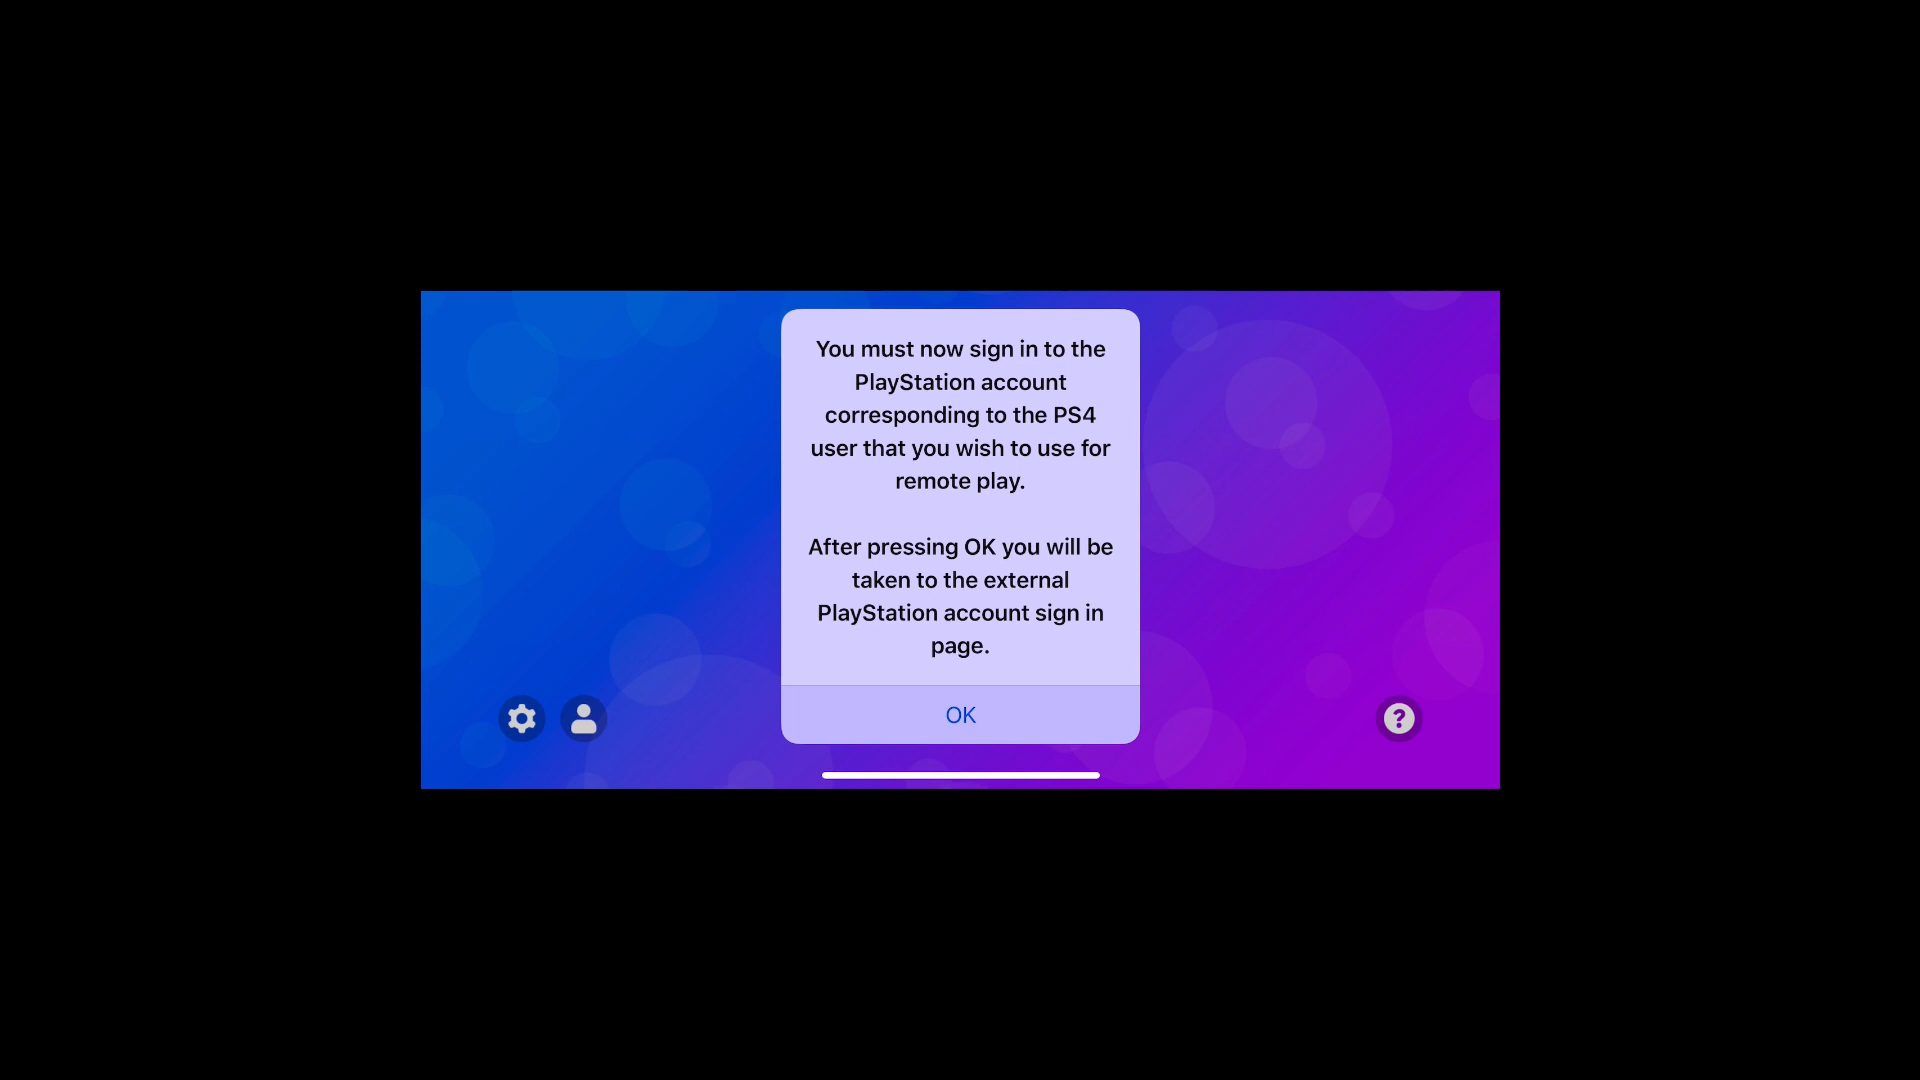 You must now sign in to the
PlayStation account
corresponding to the PS4
user that you wish to use for
remote play.
After pressing OK you will be
taken to the external
PlayStation account sign in
page.
OK
?